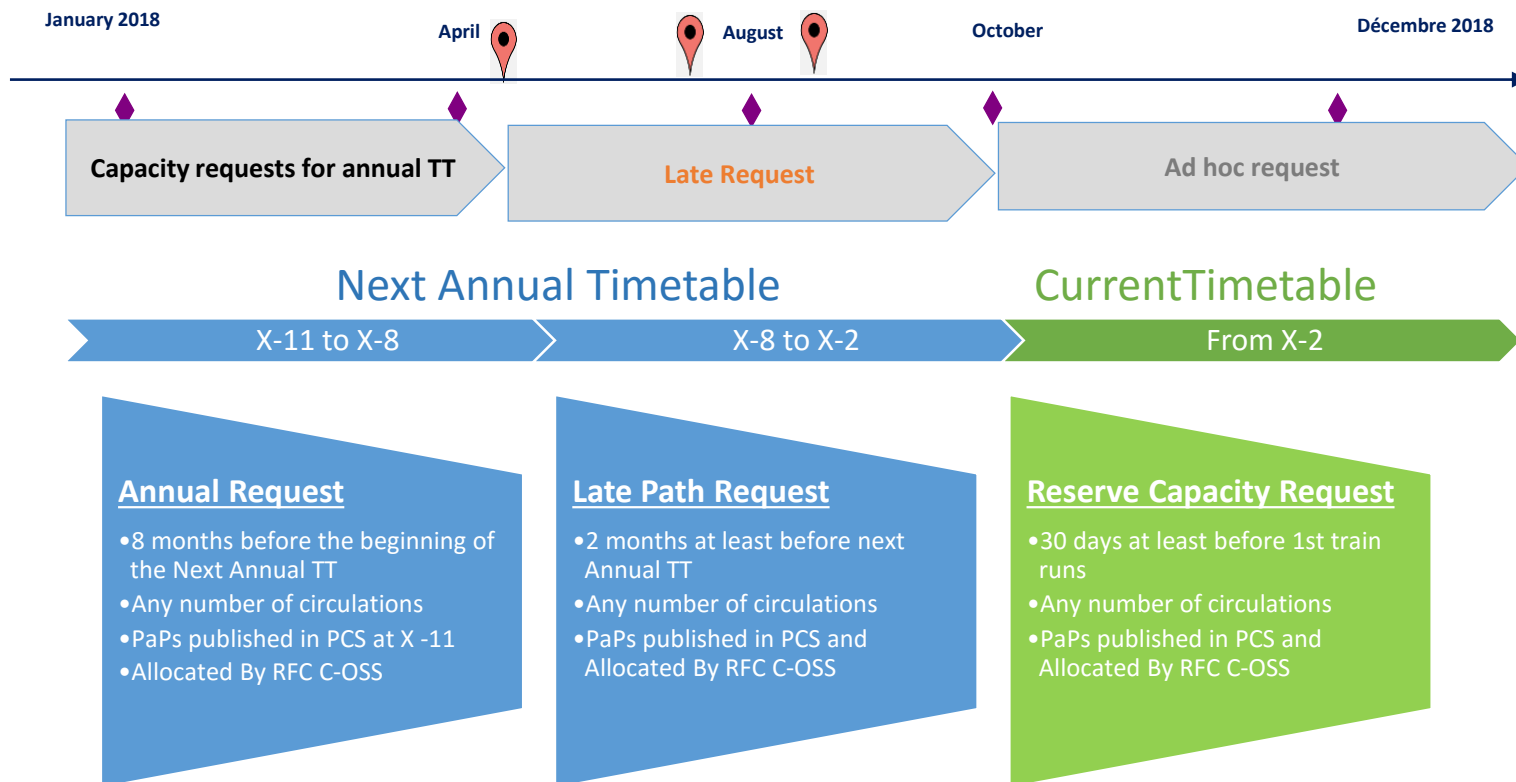 January 2018
April
August
October
Décembre 2018
Capacity requests for annual TT
Late Request
Ad hoc request
Next Annual Timetable
CurrentTimetable
X-11 to X-8
X-8 to X-2
From X-2
Annual Request
•8 months before the beginning of
the Next Annual TT
•Any number of circulations
•PaPs published in PCS at X -11
•Allocated By RFC C-OSS
Late Path Request
•2 months at least before next
Annual TT
•Any number of circulations
•PaPs published in PCS and
Allocated By RFC C-OSS
Reserve Capacity Request
•30 days at least before 1st train
runs
•Any number of circulations
•PaPs published in PCS and
Allocated By RFC C-OSS